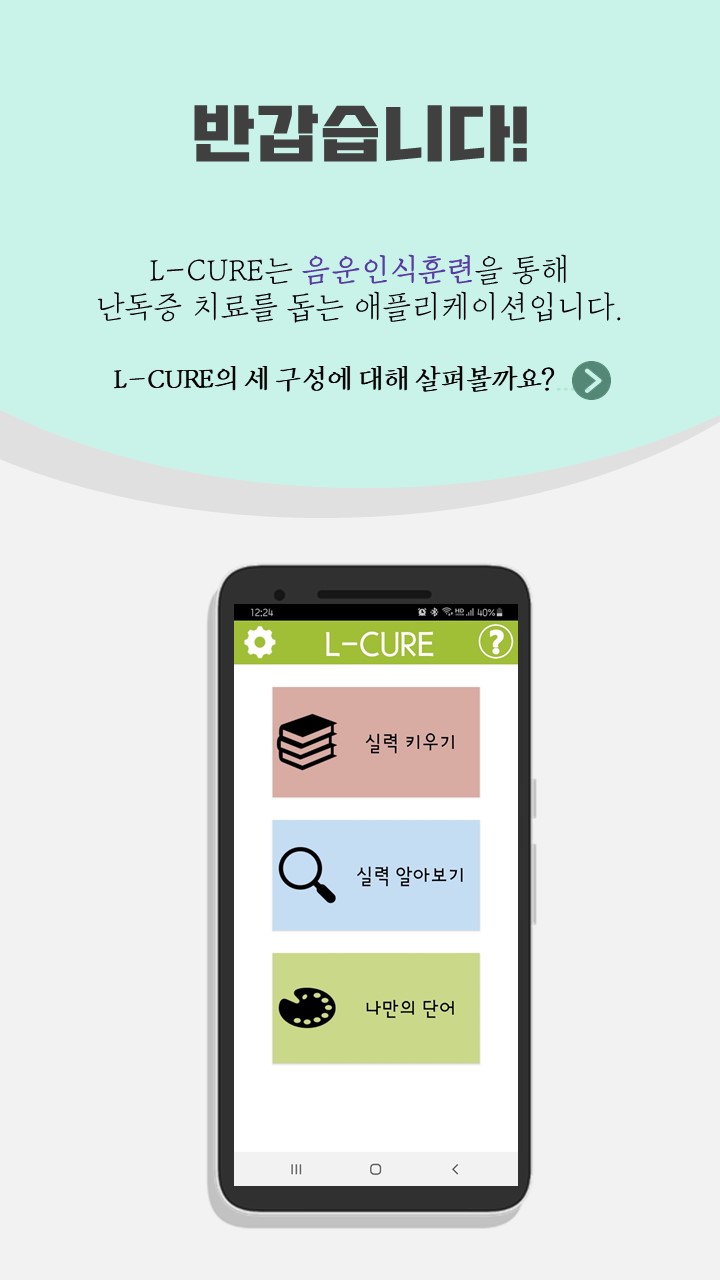 반갑습니다!
L-CURE는 음운인식훈련을 통해
난독증 치료를 돕는 애플리케이션입니다.
L-CURE의 세 구성에 대해 살펴볼까요?
12:24 HD 40%
L-CURE ?
실력 키우기
실력 알아보기
나만의 단어